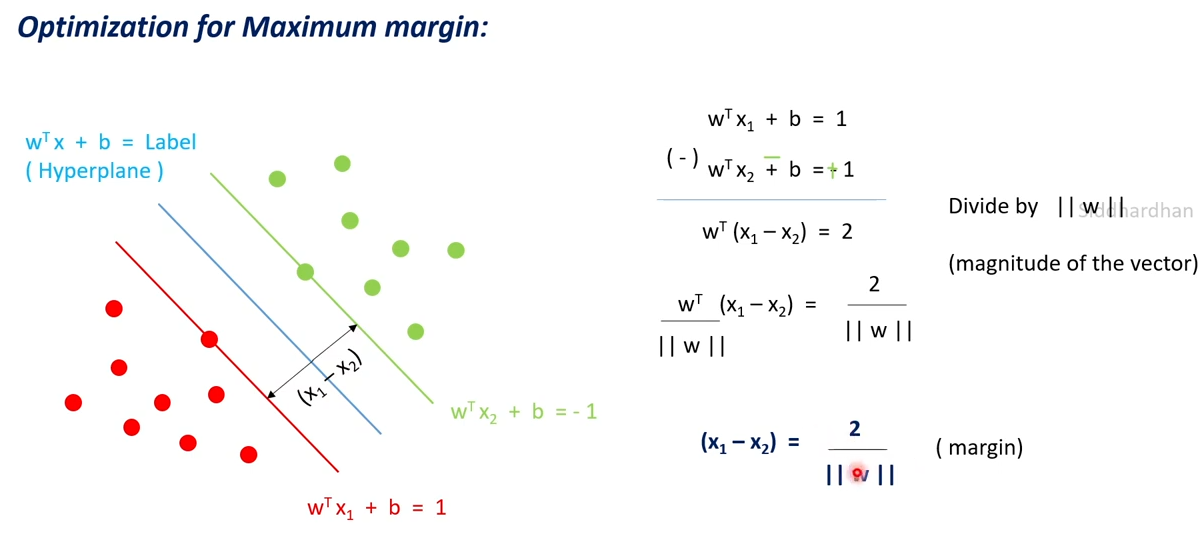 Optimization for Maximum margin:
wᵀx + b = Label
( Hyperplane )
(x₁ – x₂)
wᵀx₂ + b = - 1
wᵀx₁ + b = 1
wᵀx₁ + b = 1
(-) wᵀx₂ + b = - 1
wᵀ (x₁ – x₂) = 2
Divide by || w ||
Siddhardhan
(magnitude of the vector)
wᵀ (x₁ – x₂) = 2
|| w || || w ||
(x₁ – x₂) = 2 ( margin)
|| w ||